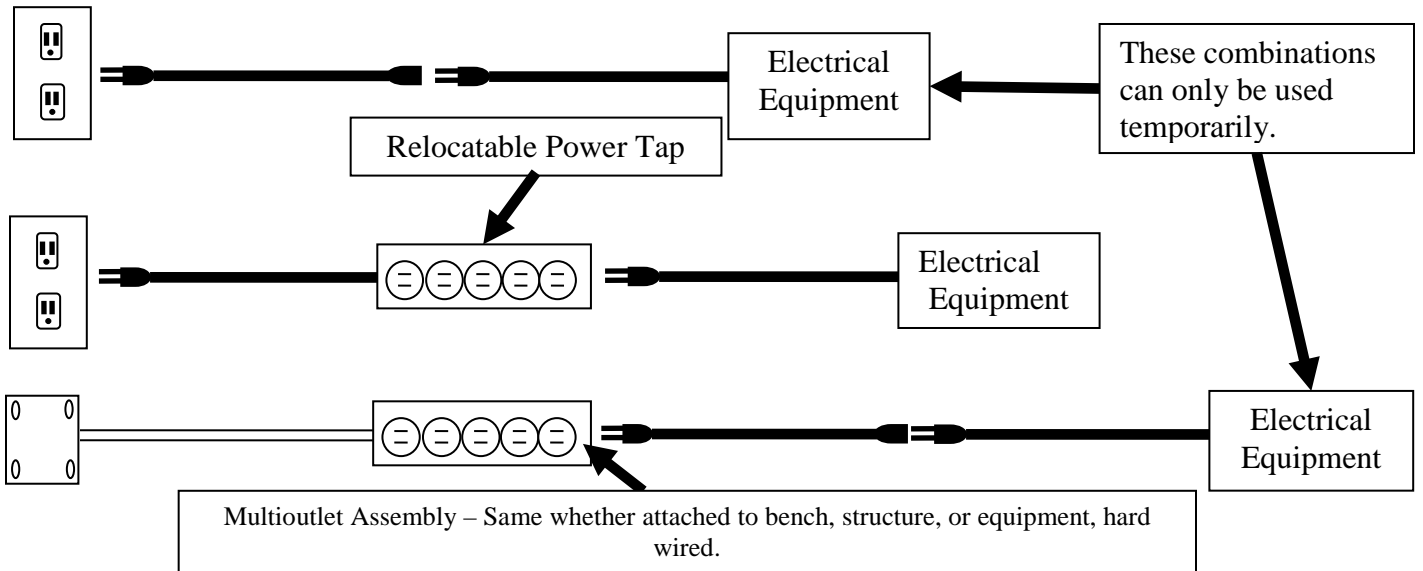 Electrical
Equipment
These combinations
can only be used
temporarily.
Relocatable Power Tap
Electrical
Equipment
Electrical
Equipment
Multioutlet Assembly – Same whether attached to bench, structure, or equipment, hard
wired.